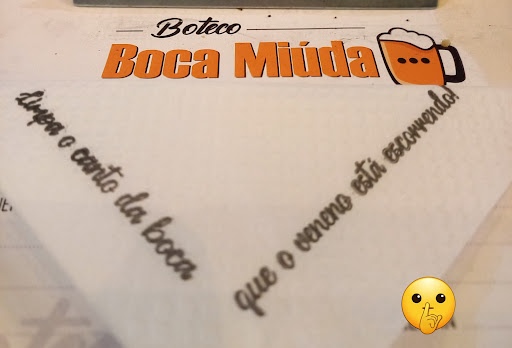 Boteco
Boca Miúda
Limpa o canto da boca
que o veneno está escorrendo!